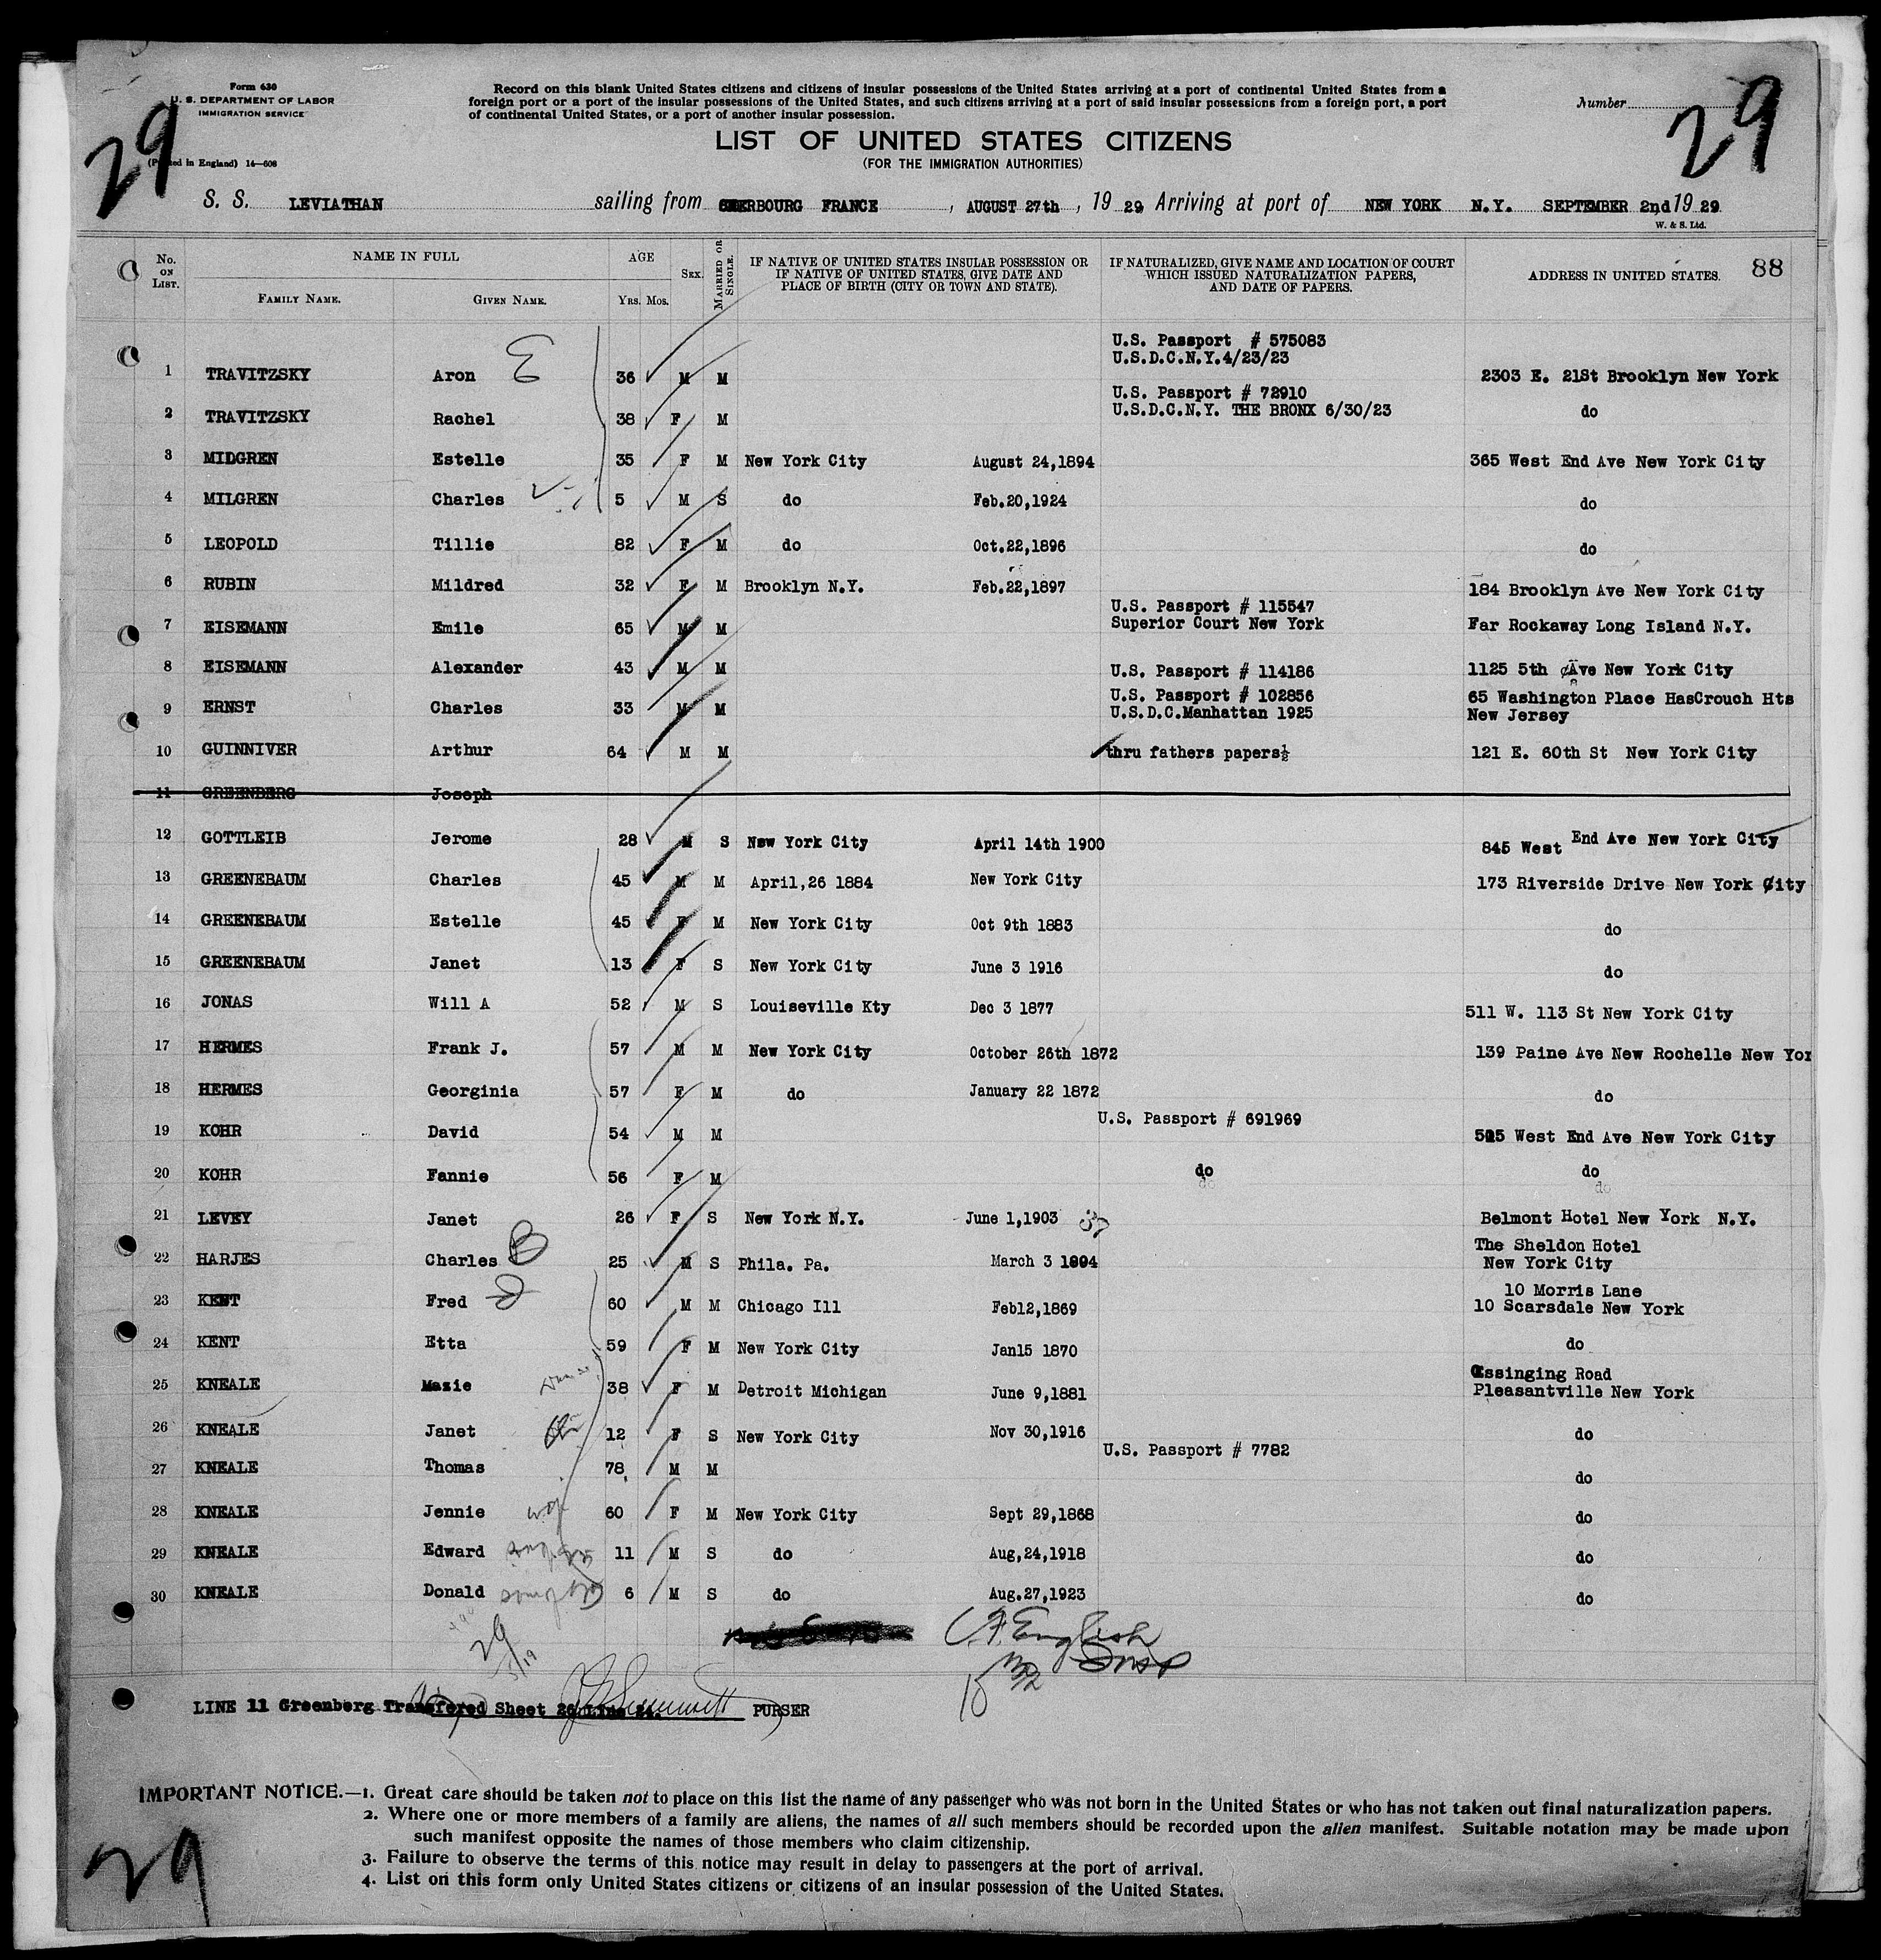 Form 630
U. S. DEPARTMENT OF LABOR
IMMIGRATION SERVICE
(Printed in England) 14—608
29
Record on this blank United States citizens and citizens of insular possessions of the United States arriving at a port of continental United States from a
foreign port or a port of the insular possessions of the United States, and such citizens arriving at a port of said insular possessions from a foreign port, a port
of continental United States, or a port of another insular possession.
Number
29
LIST OF UNITED STATES CITIZENS
(FOR THE IMMIGRATION AUTHORITIES)
S. S. LEVIATHAN sailing from CHERBOURG FRANCE , AUGUST 27th , 19 29 Arriving at port of NEW YORK N.Y. SEPTEMBER 2nd 19 29
W. & S. Ltd.
No. ON LIST. NAME IN FULL AGE SEX. MARRIED OR SINGLE. IF NATIVE OF UNITED STATES INSULAR POSSESSION OR IF NATIVE OF UNITED STATES, GIVE DATE AND PLACE OF BIRTH (CITY OR TOWN AND STATE). IF NATURALIZED, GIVE NAME AND LOCATION OF COURT WHICH ISSUED NATURALIZATION PAPERS, AND DATE OF PAPERS. ADDRESS IN UNITED STATES. 88
FAMILY NAME. GIVEN NAME. YRS. MOS.
U.S. Passport # 575083
U.S.D.C.N.Y.4/23/23
1 TRAVITZSKY Aron 36 M M 2303 E. 21St Brooklyn New York
U.S. Passport # 72910
2 TRAVITZSKY Rachel 38 F M U.S.D.C.N.Y. THE BRONX 6/30/23 do
3 MIDGREN Estelle 35 F M New York City August 24,1894 365 West End Ave New York City
4 MILGREN Charles 5 M S do Feb.20,1924 do
5 LEOPOLD Tillie 82 F M do Oct.22,1896 do
6 RUBIN Mildred 32 F M Brooklyn N.Y. Feb.22,1897 184 Brooklyn Ave New York City
U.S. Passport # 115547
7 EISEMANN Emile 65 M M Superior Court New York Far Rockaway Long Island N.Y.
8 EISEMANN Alexander 43 M M U.S. Passport # 114186 1125 5th Ave New York City
U.S. Passport # 102856 65 Washington Place HasCrouch Hts
9 ERNST Charles 33 M M U.S.D.C.Manhattan 1925 New Jersey
10 GUINNIVER Arthur 64 M M thru fathers papers½ 121 E. 60th St New York City
11 GREENBERG Joseph
12 GOTTLEIB Jerome 28 M S New York City April 14th 1900 845 West End Ave New York City
13 GREENEBAUM Charles 45 M M April,26 1884 New York City 173 Riverside Drive New York City
14 GREENEBAUM Estelle 45 F M New York City Oct 9th 1883 do
15 GREENEBAUM Janet 13 F S New York City June 3 1916 do
16 JONAS Will A 52 M S Louiseville Kty Dec 3 1877 511 W. 113 St New York City
17 HERMES Frank J. 57 M M New York City October 26th 1872 139 Paine Ave New Rochelle New Yor
18 HERMES Georginia 57 F M do January 22 1872 do
U.S. Passport # 691969
19 KOHR David 54 M M West End Ave New York City
20 KOHR Fannie 56 F M do do
21 LEVEY Janet 26 F S New York N.Y. June 1,1903 Belmont Hotel New York N.Y.
The Sheldon Hotel
22 HARJES Charles B 25 M S Phila. Pa. March 3 New York City
10 Morris Lane
23 KENT Fred 60 M M Chicago Ill Feb12,1869 10 Scarsdale New York
24 KENT Etta 59 F M New York City Jan15 1870 do
Ossinging Road
25 KNEALE Mazie 38 F M Detroit Michigan June 9,1881 Pleasantville New York
26 KNEALE Janet 12 F S New York City Nov 30,1916 do
U.S. Passport # 7782
27 KNEALE Thomas 78 M M do
28 KNEALE Jennie 60 F M New York City Sept 29,1868 do
29 KNEALE Edward 11 M S do Aug,24,1918 do
30 KNEALE Donald 6 M S do Aug.27,1923 do
29
C.F. English
Insp
LINE 11 Greenberg Transfered Sheet 26 Line 24. PURSER
IMPORTANT NOTICE.—1. Great care should be taken not to place on this list the name of any passenger who was not born in the United States or who has not taken out final naturalization papers.
2. Where one or more members of a family are aliens, the names of all such members should be recorded upon the alien manifest. Suitable notation may be made upon
such manifest opposite the names of those members who claim citizenship.
3. Failure to observe the terms of this notice may result in delay to passengers at the port of arrival.
4. List on this form only United States citizens or citizens of an insular possession of the United States.
29